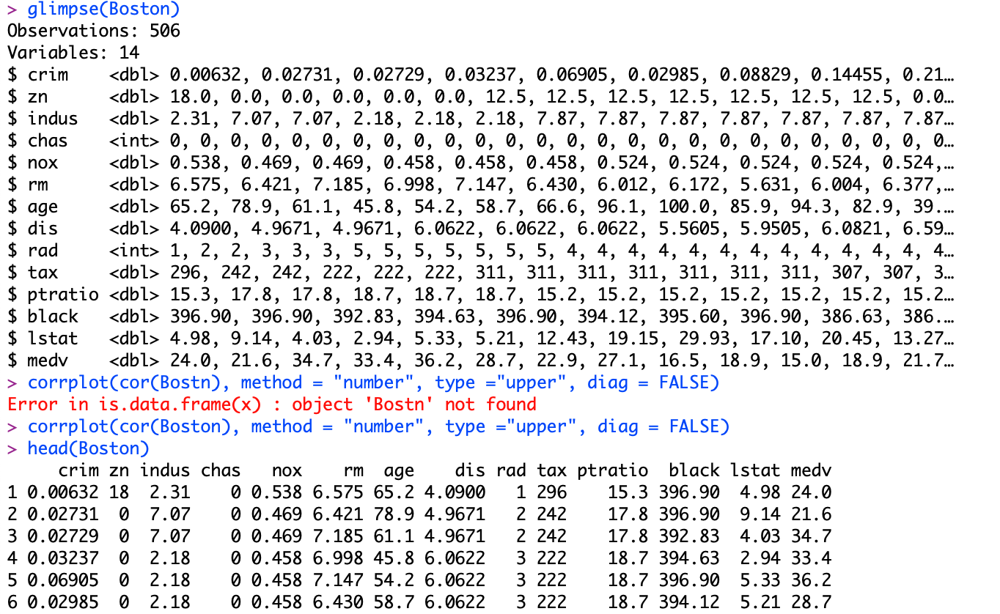 > glimpse(Boston)
Observations: 506
Variables: 14
$ crim    <dbl> 0.00632, 0.02731, 0.02729, 0.03237, 0.06905, 0.02985, 0.08829, 0.14455, 0.21…
$ zn      <dbl> 18.0, 0.0, 0.0, 0.0, 0.0, 0.0, 12.5, 12.5, 12.5, 12.5, 12.5, 12.5, 12.5, 0.0…
$ indus   <dbl> 2.31, 7.07, 7.07, 2.18, 2.18, 2.18, 7.87, 7.87, 7.87, 7.87, 7.87, 7.87, 7.87…
$ chas    <int> 0, 0, 0, 0, 0, 0, 0, 0, 0, 0, 0, 0, 0, 0, 0, 0, 0, 0, 0, 0, 0, 0, 0, 0, 0, 0…
$ nox     <dbl> 0.538, 0.469, 0.469, 0.458, 0.458, 0.458, 0.524, 0.524, 0.524, 0.524, 0.524,…
$ rm      <dbl> 6.575, 6.421, 7.185, 6.998, 7.147, 6.430, 6.012, 6.172, 5.631, 6.004, 6.377,…
$ age     <dbl> 65.2, 78.9, 61.1, 45.8, 54.2, 58.7, 66.6, 96.1, 100.0, 85.9, 94.3, 82.9, 39.…
$ dis     <dbl> 4.0900, 4.9671, 4.9671, 6.0622, 6.0622, 6.0622, 5.5605, 5.9505, 6.0821, 6.59…
$ rad     <int> 1, 2, 2, 3, 3, 3, 5, 5, 5, 5, 5, 5, 5, 4, 4, 4, 4, 4, 4, 4, 4, 4, 4, 4, 4, 4…
$ tax     <dbl> 296, 242, 242, 222, 222, 222, 311, 311, 311, 311, 311, 311, 311, 307, 307, 3…
$ ptratio <dbl> 15.3, 17.8, 17.8, 18.7, 18.7, 18.7, 15.2, 15.2, 15.2, 15.2, 15.2, 15.2, 15.2…
$ black   <dbl> 396.90, 396.90, 392.83, 394.63, 396.90, 394.12, 395.60, 396.90, 386.63, 386.…
$ lstat   <dbl> 4.98, 9.14, 4.03, 2.94, 5.33, 5.21, 12.43, 19.15, 29.93, 17.10, 20.45, 13.27…
$ medv    <dbl> 24.0, 21.6, 34.7, 33.4, 36.2, 28.7, 22.9, 27.1, 16.5, 18.9, 15.0, 18.9, 21.7…
> corrplot(cor(Bostn), method = "number", type ="upper", diag = FALSE)
Error in is.data.frame(x) : object 'Bostn' not found
> corrplot(cor(Boston), method = "number", type ="upper", diag = FALSE)
> head(Boston)
     crim zn indus chas   nox    rm  age    dis rad tax ptratio  black lstat medv
1 0.00632 18  2.31    0 0.538 6.575 65.2 4.0900   1 296    15.3 396.90  4.98 24.0
2 0.02731  0  7.07    0 0.469 6.421 78.9 4.9671   2 242    17.8 396.90  9.14 21.6
3 0.02729  0  7.07    0 0.469 7.185 61.1 4.9671   2 242    17.8 392.83  4.03 34.7
4 0.03237  0  2.18    0 0.458 6.998 45.8 6.0622   3 222    18.7 394.63  2.94 33.4
5 0.06905  0  2.18    0 0.458 7.147 54.2 6.0622   3 222    18.7 396.90  5.33 36.2
6 0.02985  0  2.18    0 0.458 6.430 58.7 6.0622   3 222    18.7 394.12  5.21 28.7